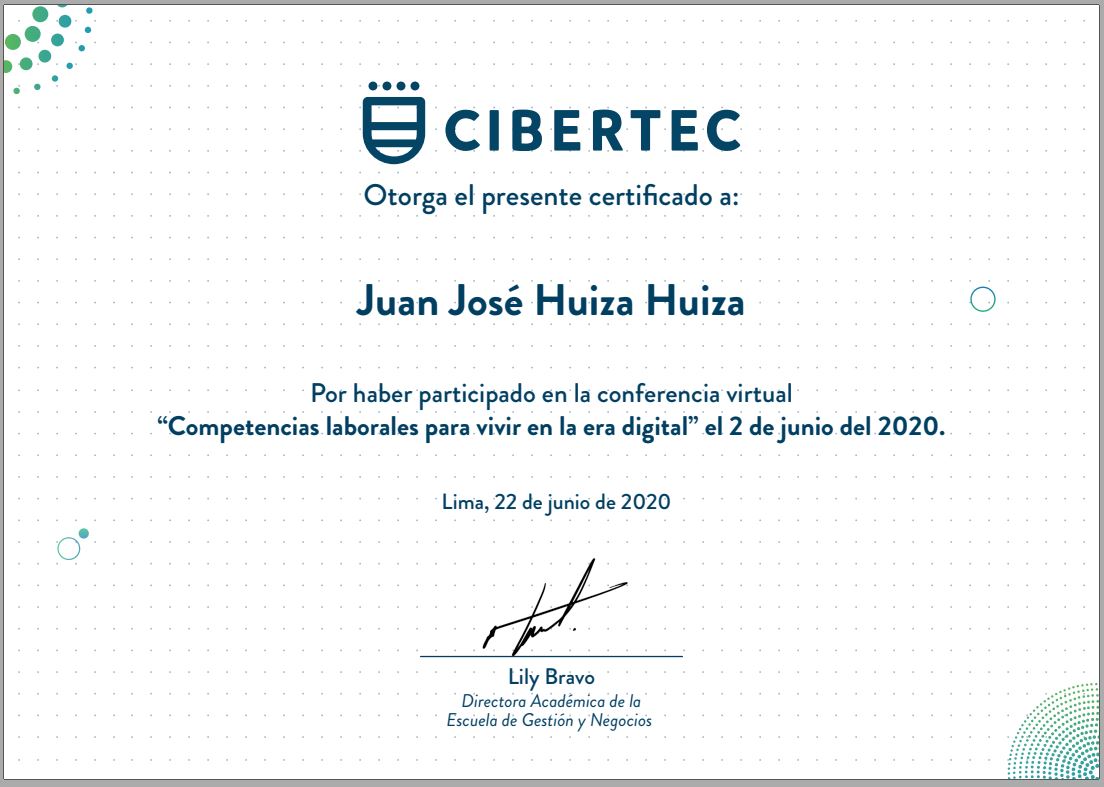 CIBERTEC
Otorga el presente certificado a:
Juan José Huiza Huiza
Por haber participado en la conferencia virtual
“Competencias laborales para vivir en la era digital” el 2 de junio del 2020.
Lima, 22 de junio de 2020
Lily Bravo
Directora Académica de la
Escuela de Gestión y Negocios